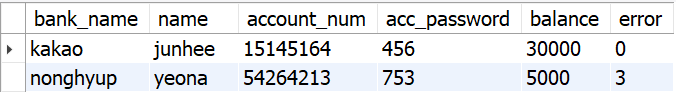 bank_name name account_num acc_password balance error
kakao junhee 15145164 456 30000 0
nonghyup yeona 54264213 753 5000 3